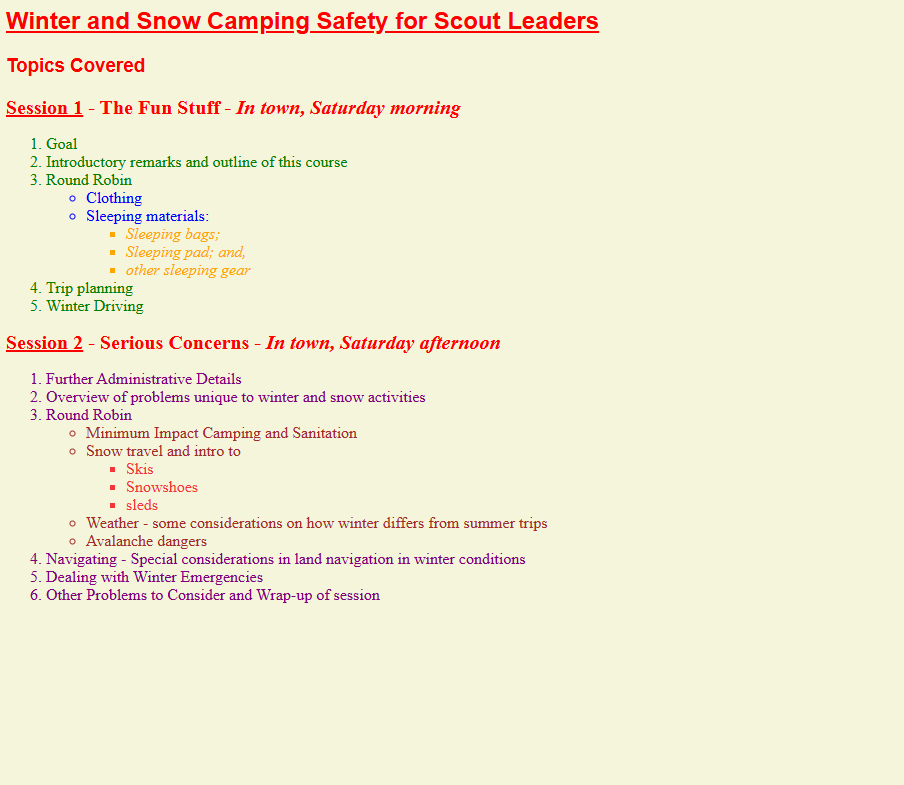 Winter and Snow Camping Safety for Scout Leaders
Topics Covered
Session 1 - The Fun Stuff - In town, Saturday morning
1. Goal
2. Introductory remarks and outline of this course
3. Round Robin
Clothing
Sleeping materials:
Sleeping bags;
Sleeping pad; and,
other sleeping gear
4. Trip planning
5. Winter Driving
Session 2 - Serious Concerns - In town, Saturday afternoon
1. Further Administrative Details
2. Overview of problems unique to winter and snow activities
3. Round Robin
Minimum Impact Camping and Sanitation
Snow travel and intro to
Skis
Snowshoes
sleds
Weather - some considerations on how winter differs from summer trips
Avalanche dangers
4. Navigating - Special considerations in land navigation in winter conditions
5. Dealing with Winter Emergencies
6. Other Problems to Consider and Wrap-up of session